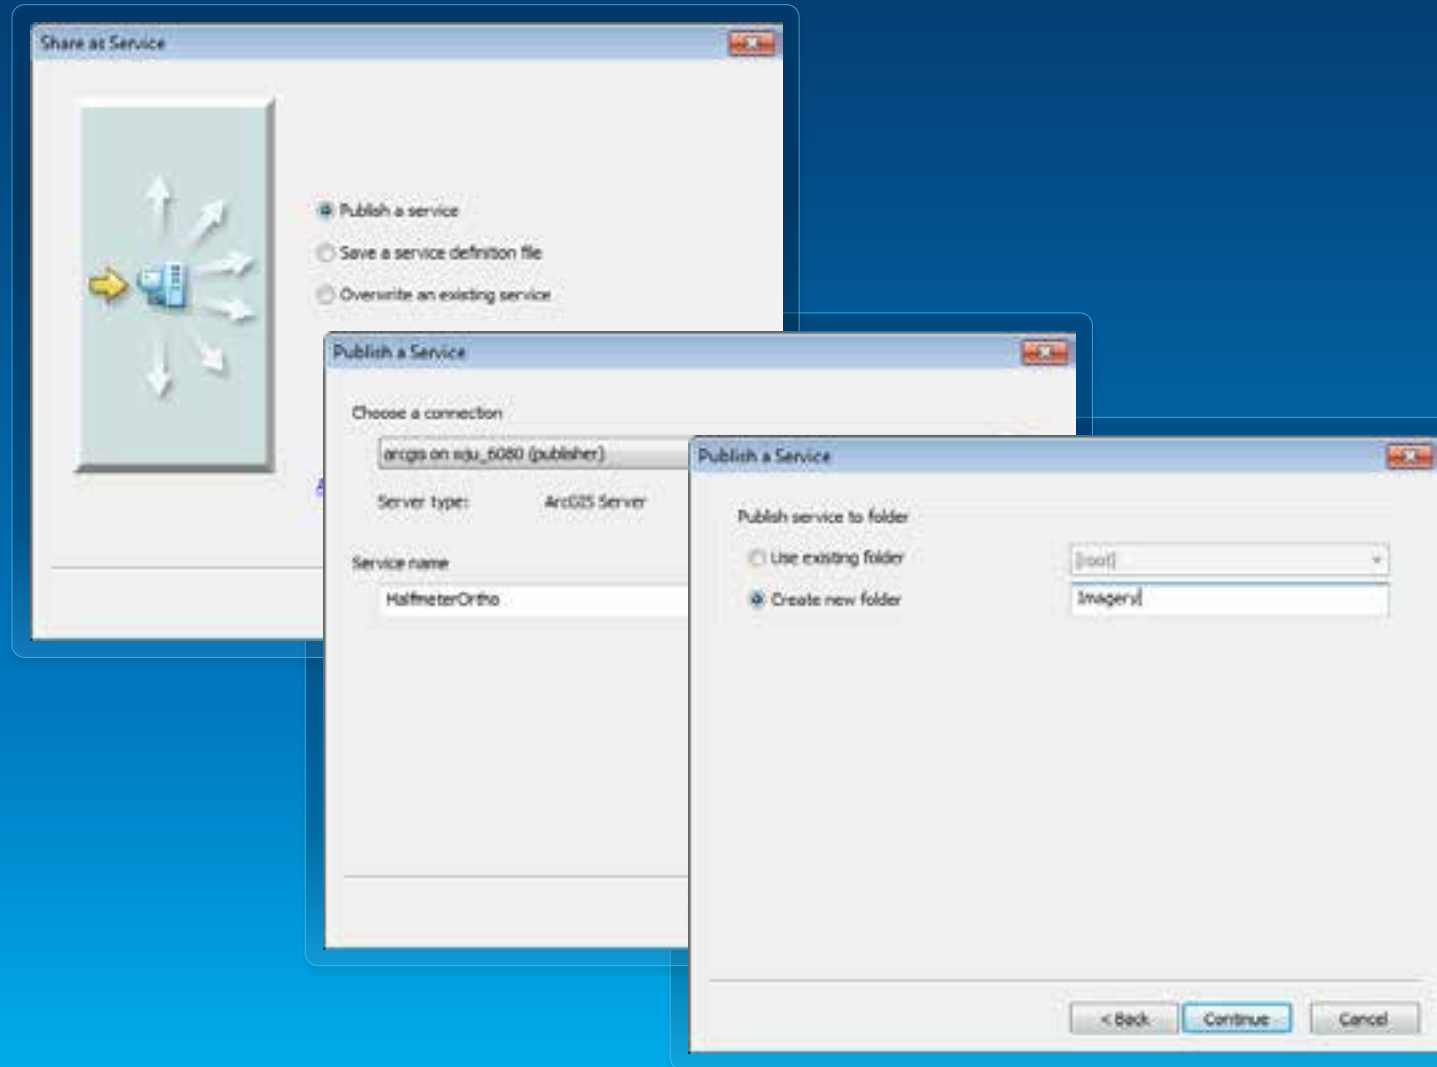 Share as Service
Publish a service
Save a service definition file
Overwrite an existing service
Publish a Service
Choose a connection
arcgis on xju_6080 (publisher)
Server type: ArcGIS Server
Service name
HalfmeterOrtho
Publish a Service
Publish service to folder
Use existing folder [root]
Create new folder Imagery
< Back Continue Cancel